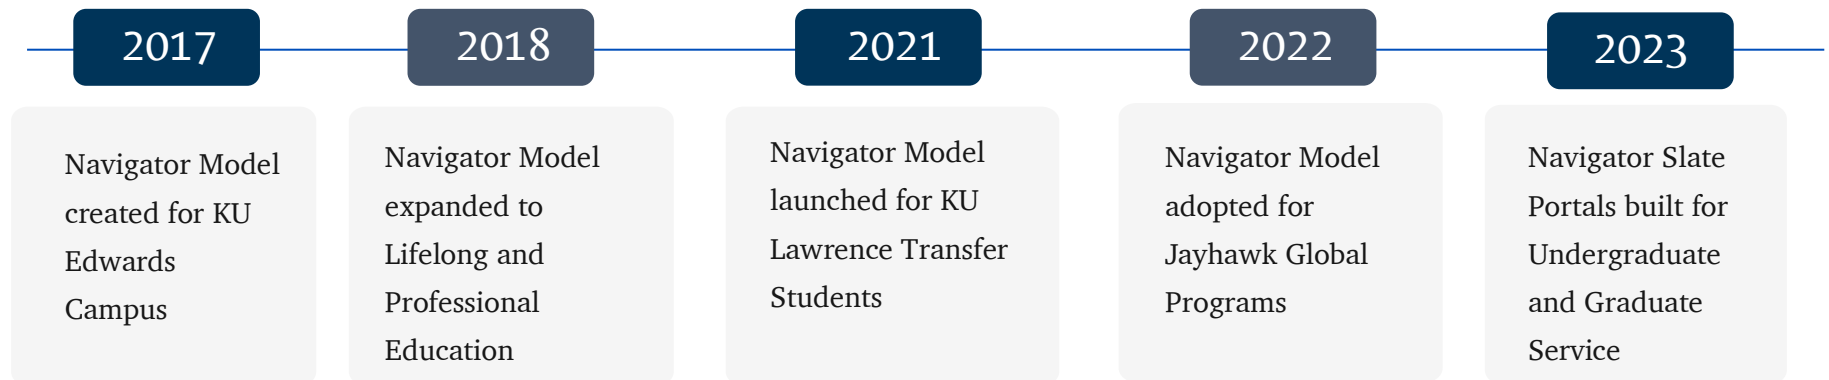 2017
Navigator Model
created for KU
Edwards
Campus
2018
Navigator Model
expanded to
Lifelong and
Professional
Education
2021
Navigator Model
launched for KU
Lawrence Transfer
Students
2022
Navigator Model
adopted for
Jayhawk Global
Programs
2023
Navigator Slate
Portals built for
Undergraduate
and Graduate
Service